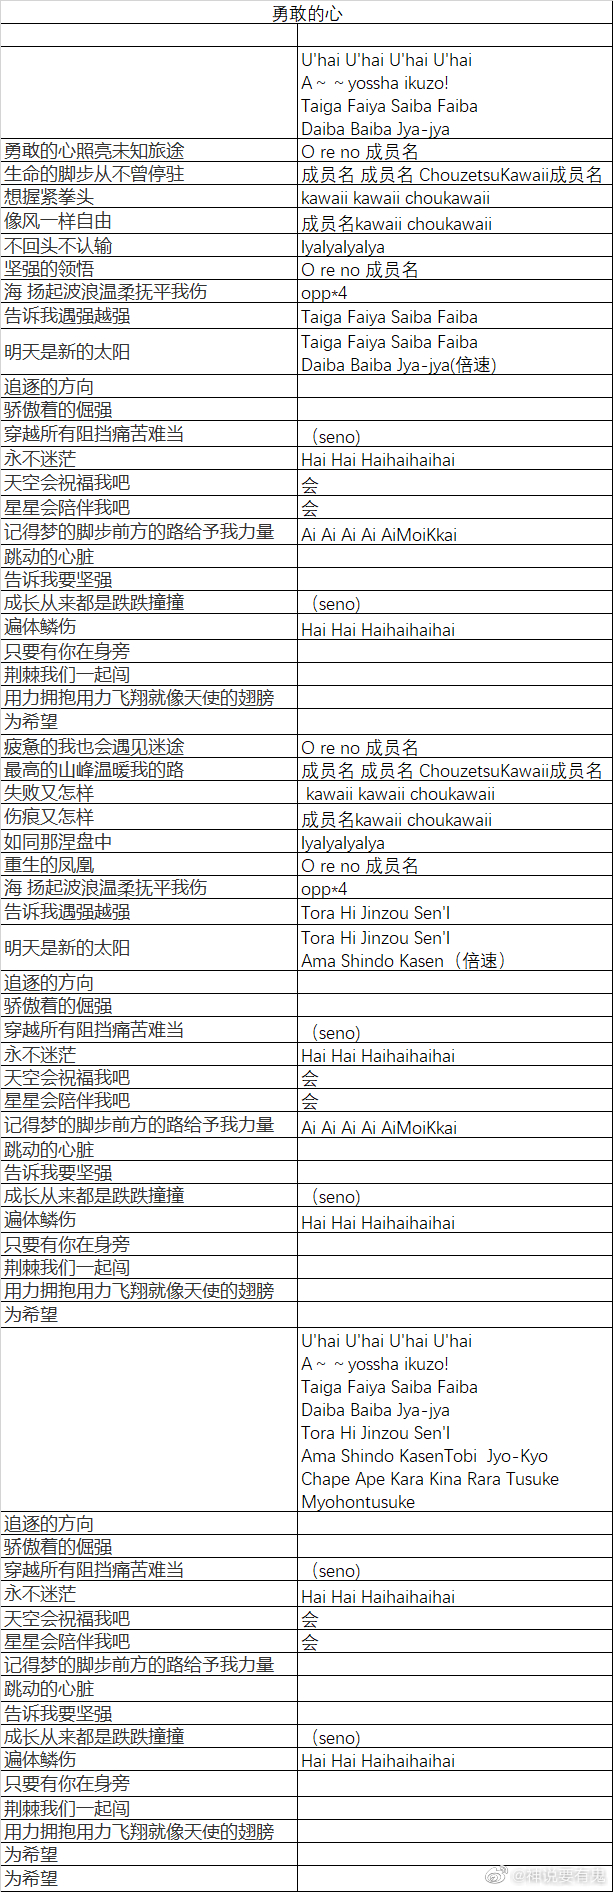 勇敢的心
U'hai U'hai U'hai U'hai
A～～yossha ikuzo!
Taiga Faiya Saiba Faiba
Daiba Baiba Jya-jya
勇敢的心照亮未知旅途 O re no 成员名
生命的脚步从不曾停驻 成员名 成员名 ChouzetsuKawaii成员名
想握紧拳头 kawaii kawaii choukawaii
像风一样自由 成员名kawaii choukawaii
不回头不认输 IyaIyaIyaIya
坚强的领悟 O re no 成员名
海 扬起波浪温柔抚平我伤 opp*4
告诉我遇强越强 Taiga Faiya Saiba Faiba
明天是新的太阳 Taiga Faiya Saiba Faiba
Daiba Baiba Jya-jya(倍速)
追逐的方向
骄傲着的倔强
穿越所有阻挡痛苦难当 （seno)
永不迷茫 Hai Hai Haihaihaihai
天空会祝福我吧 会
星星会陪伴我吧 会
记得梦的脚步前方的路给予我力量 Ai Ai Ai Ai AiMoiKkai
跳动的心脏
告诉我要坚强
成长从来都是跌跌撞撞 （seno)
遍体鳞伤 Hai Hai Haihaihaihai
只要有你在身旁
荆棘我们一起闯
用力拥抱用力飞翔就像天使的翅膀
为希望
疲惫的我也会遇见迷途 O re no 成员名
最高的山峰温暖我的路 成员名 成员名 ChouzetsuKawaii成员名
失败又怎样 kawaii kawaii choukawaii
伤痕又怎样 成员名kawaii choukawaii
如同那涅盘中 IyaIyaIyaIya
重生的凤凰 O re no 成员名
海 扬起波浪温柔抚平我伤 opp*4
告诉我遇强越强 Tora Hi Jinzou Sen'I
明天是新的太阳 Tora Hi Jinzou Sen'I
Ama Shindo Kasen（倍速）
追逐的方向
骄傲着的倔强
穿越所有阻挡痛苦难当 （seno)
永不迷茫 Hai Hai Haihaihaihai
天空会祝福我吧 会
星星会陪伴我吧 会
记得梦的脚步前方的路给予我力量 Ai Ai Ai Ai AiMoiKkai
跳动的心脏
告诉我要坚强
成长从来都是跌跌撞撞 （seno)
遍体鳞伤 Hai Hai Haihaihaihai
只要有你在身旁
荆棘我们一起闯
用力拥抱用力飞翔就像天使的翅膀
为希望
U'hai U'hai U'hai U'hai
A～～yossha ikuzo!
Taiga Faiya Saiba Faiba
Daiba Baiba Jya-jya
Tora Hi Jinzou Sen'I
Ama Shindo KasenTobi Jyo-Kyo
Chape Ape Kara Kina Rara Tusuke
Myohontusuke
追逐的方向
骄傲着的倔强
穿越所有阻挡痛苦难当 （seno)
永不迷茫 Hai Hai Haihaihaihai
天空会祝福我吧 会
星星会陪伴我吧 会
记得梦的脚步前方的路给予我力量
跳动的心脏
告诉我要坚强
成长从来都是跌跌撞撞 （seno)
遍体鳞伤 Hai Hai Haihaihaihai
只要有你在身旁
荆棘我们一起闯
用力拥抱用力飞翔就像天使的翅膀
为希望
为希望
@神说要有鬼